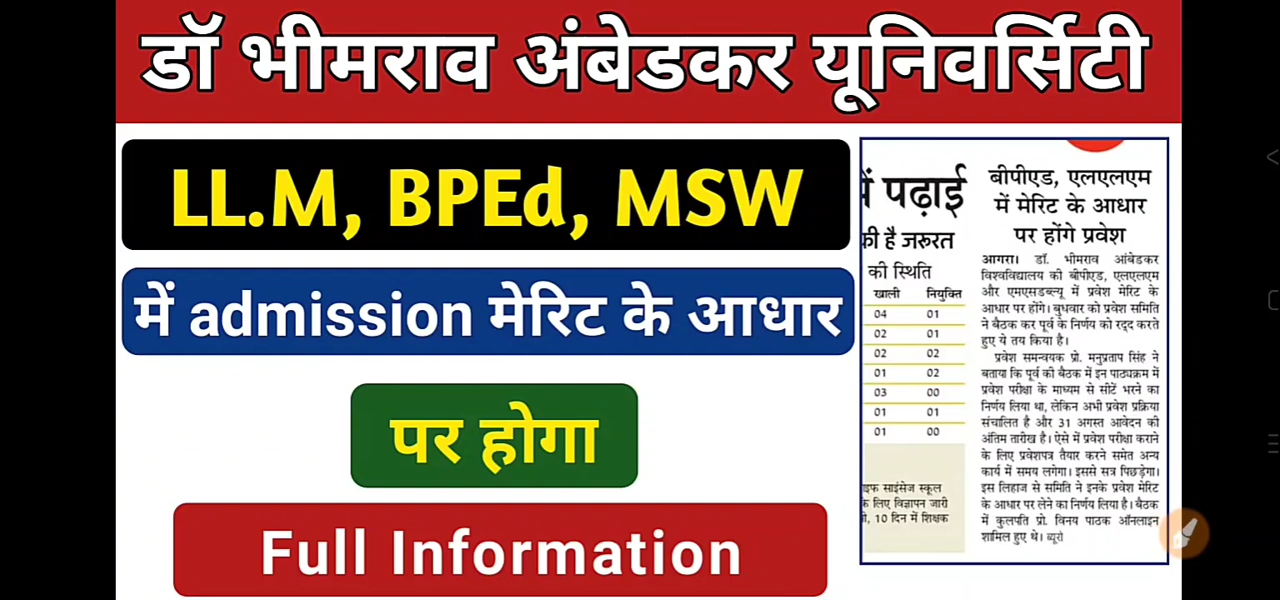 डॉ भीमराव अंबेडकर यूनिवर्सिटी
LL.M, BPEd, MSW
में admission मेरिट के आधार
पर होगा
Full Information
में पढ़ाई
की है जरूरत
की स्थिति
खाली नियुक्ति
04 01
02 01
02 02
01 02
03 00
01 01
01 00
इफ साइंसेज स्कूल
के लिए विज्ञापन जारी
10 दिन में शिक्षक
बीपीएड, एलएलएम
में मेरिट के आधार
पर होंगे प्रवेश
आगरा। डॉ. भीमराव आंबेडकर
विश्वविद्यालय की बीपीएड, एलएलएम
और एमएसडब्ल्यू में प्रवेश मेरिट के
आधार पर होंगे। बुधवार को प्रवेश समिति
ने बैठक कर पूर्व के निर्णय को रद्द करते
हुए ये तय किया है।
प्रवेश समन्वयक प्रो. मनुप्रताप सिंह ने
बताया कि पूर्व की बैठक में इन पाठ्यक्रम में
प्रवेश परीक्षा के माध्यम से सीटें भरने का
निर्णय लिया था, लेकिन अभी प्रवेश प्रक्रिया
संचालित है और 31 अगस्त आवेदन की
अंतिम तारीख है। ऐसे में प्रवेश परीक्षा कराने
के लिए प्रवेशपत्र तैयार करने समेत अन्य
कार्य में समय लगेगा। इससे सत्र पिछड़ेगा।
इस लिहाज से समिति ने इनके प्रवेश मेरिट
के आधार पर लेने का निर्णय लिया है। बैठक
में कुलपति प्रो. विनय पाठक ऑनलाइन
शामिल हुए थे। ब्यूरो